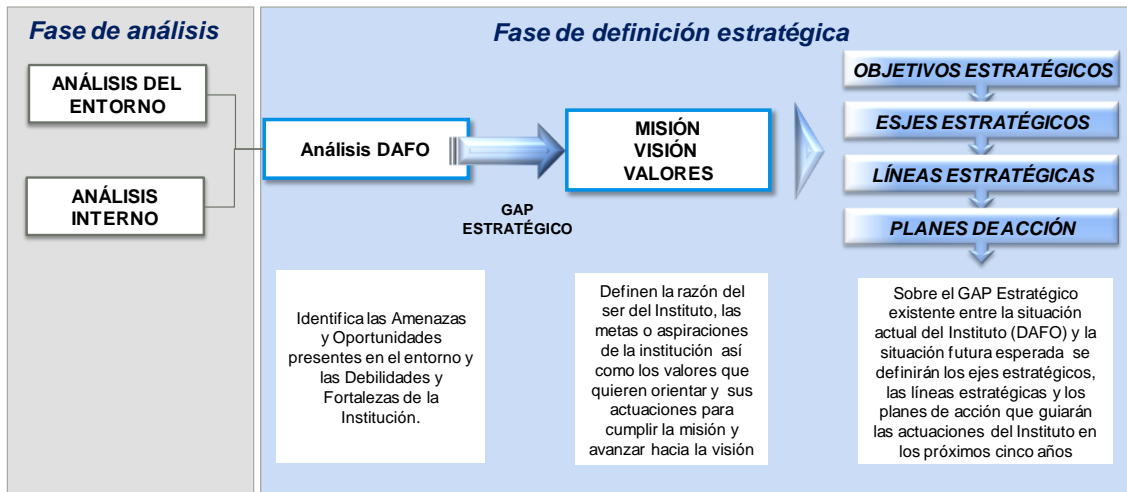 Fase de análisis
ANÁLISIS DEL
ENTORNO
ANÁLISIS
INTERNO
Fase de definición estratégica
Análisis DAFO
GAP
ESTRATÉGICO
MISIÓN
VISIÓN
VALORES
OBJETIVOS ESTRATÉGICOS
ESJES ESTRATÉGICOS
LÍNEAS ESTRATÉGICAS
PLANES DE ACCIÓN
Identifica las Amenazas
y Oportunidades
presentes en el entorno y
las Debilidades y
Fortalezas de la
Institución.
Definen la razón del
ser del Instituto, las
metas o aspiraciones
de la institución así
como los valores que
quieren orientar y sus
actuaciones para
cumplir la misión y
avanzar hacia la visión
Sobre el GAP Estratégico
existente entre la situación
actual del Instituto (DAFO) y la
situación futura esperada se
definirán los ejes estratégicos,
las líneas estratégicas y los
planes de acción que guiarán
las actuaciones del Instituto en
los próximos cinco años